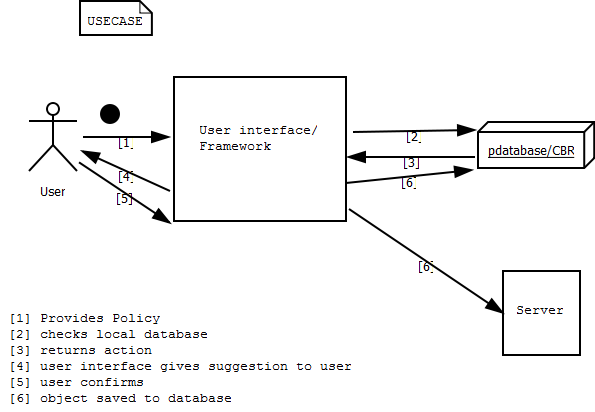 USECASE
User interface/
Framework
[1]
[2]
pdatabase/CBR
[3]
[4]
[6]
User
[5]
[6]
Server
[1] Provides Policy
[2] checks local database
[3] returns action
[4] user interface gives suggestion to user
[5] user confirms
[6] object saved to database